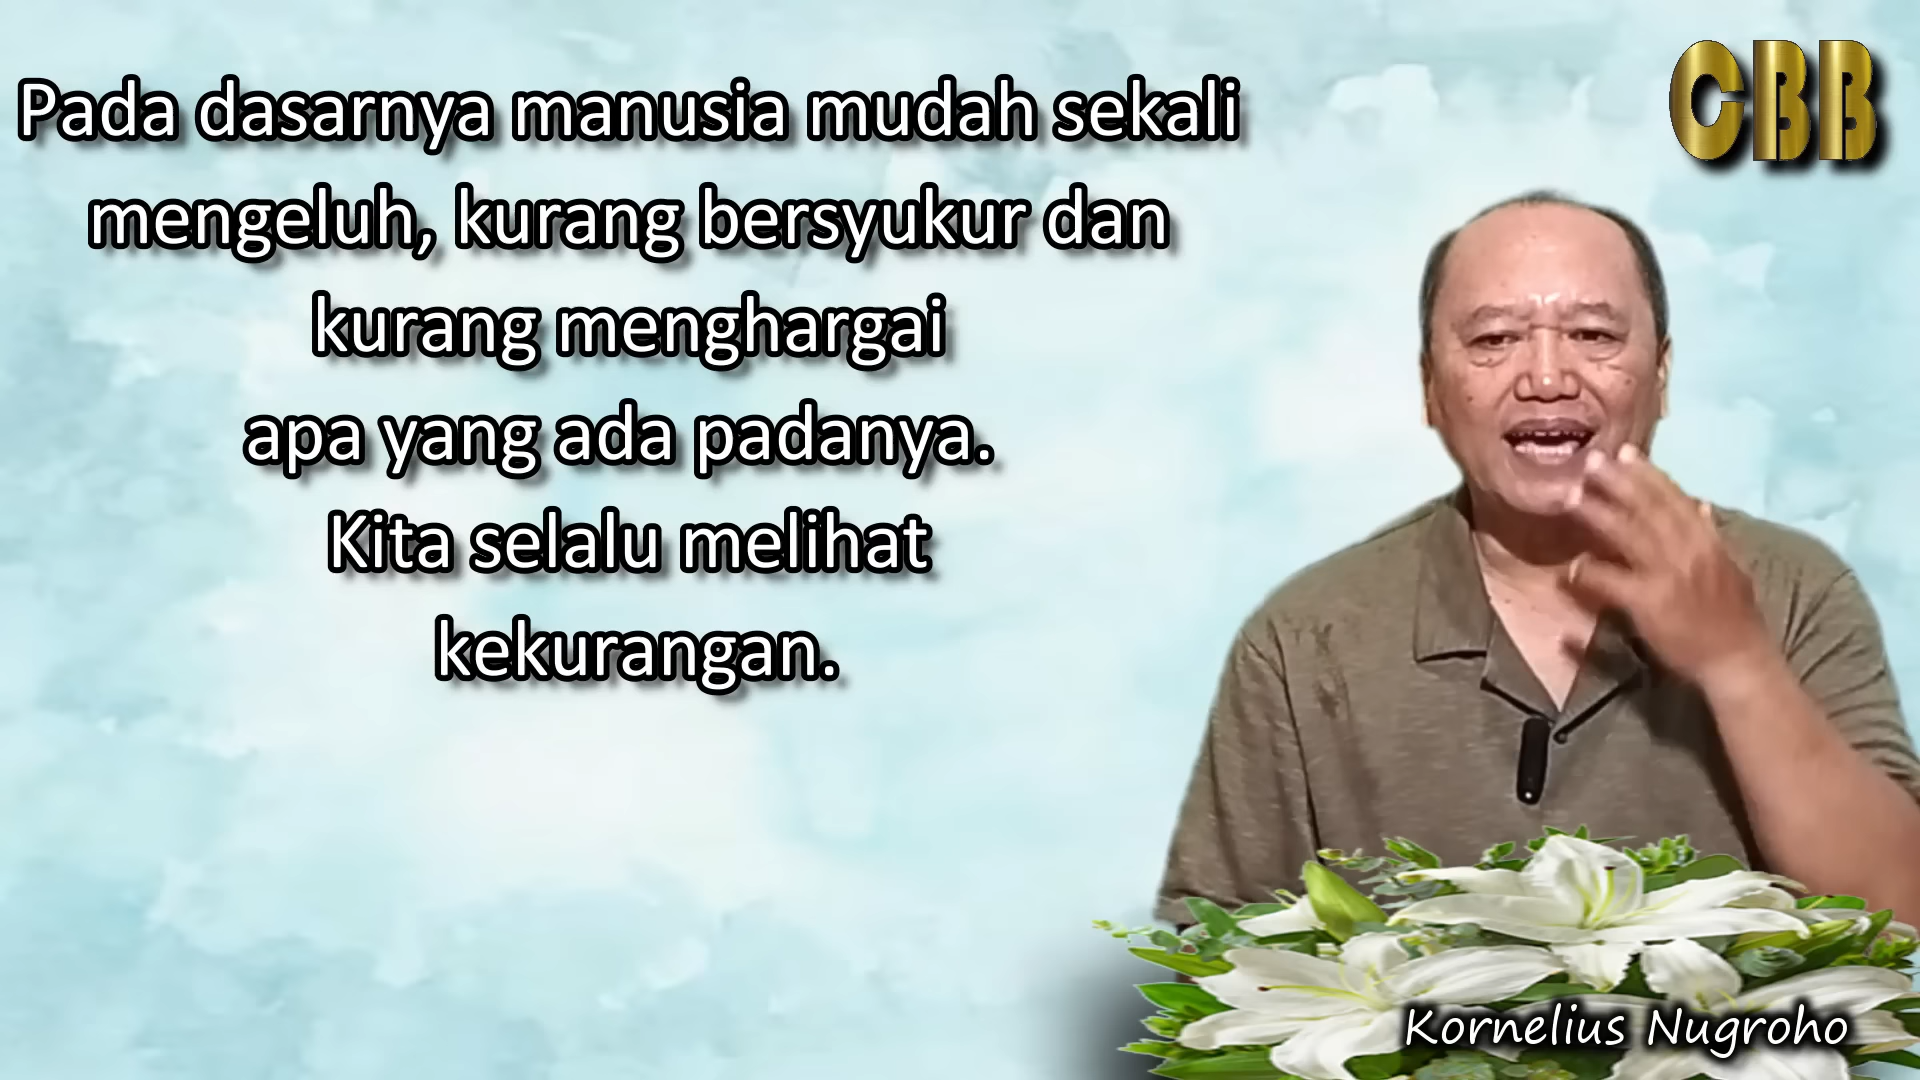 CBB
Pada dasarnya manusia mudah sekali
mengeluh, kurang bersyukur dan
kurang menghargai
apa yang ada padanya.
Kita selalu melihat
kekurangan.
Kornelius Nugroho